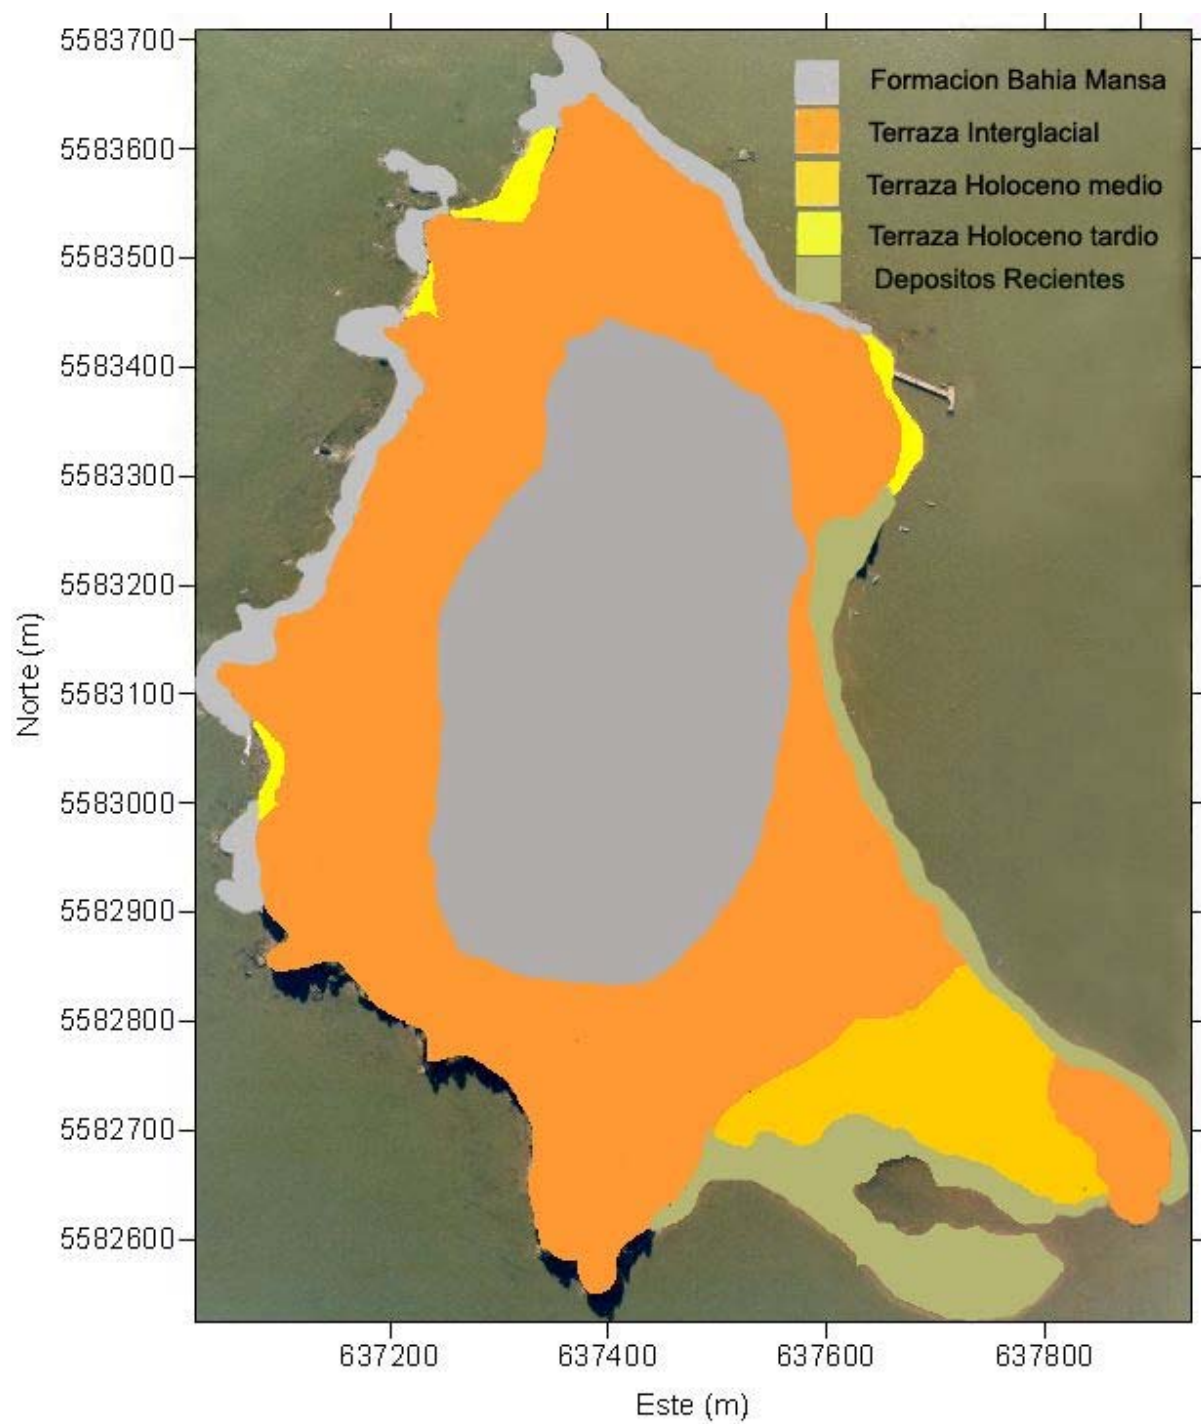 5583700
5583600
5583500
5583400
5583300
5583200
5583100
5583000
5582900
5582800
5582700
5582600
Norte (m)
Formacion Bahia Mansa
Terraza Interglacial
Terraza Holoceno medio
Terraza Holoceno tardio
Depositos Recientes
637200
637400
637600
637800
Este (m)